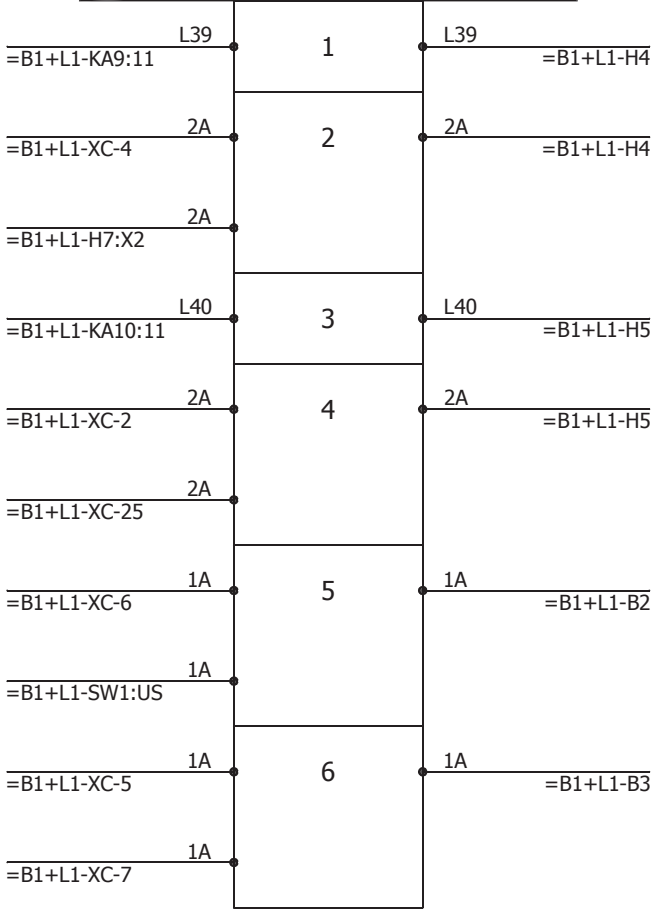 L39 1 L39
=B1+L1-KA9:11 =B1+L1-H4
2A 2 2A
=B1+L1-XC-4 =B1+L1-H4
2A
=B1+L1-H7:X2
L40 3 L40
=B1+L1-KA10:11 =B1+L1-H5
2A 4 2A
=B1+L1-XC-2 =B1+L1-H5
2A
=B1+L1-XC-25
1A 5 1A
=B1+L1-XC-6 =B1+L1-B2
1A
=B1+L1-SW1:US
1A 6 1A
=B1+L1-XC-5 =B1+L1-B3
1A
=B1+L1-XC-7